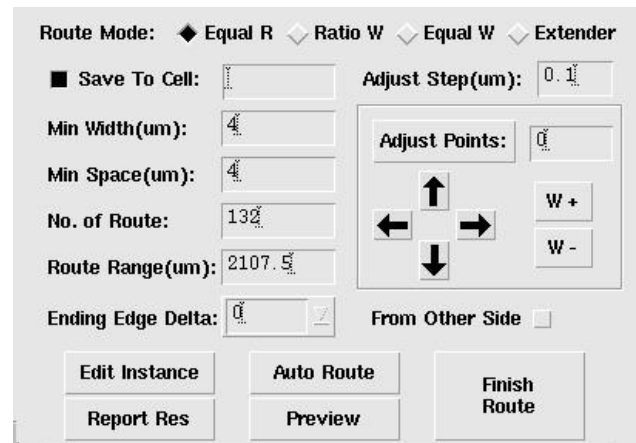 Route Mode: Equal R Ratio W Equal W Extender
Save To Cell: Adjust Step(um): 0.1
Min Width(um): 4
Adjust Points: 0
Min Space(um): 4
W +
No. of Route: 132
W -
Route Range(um): 2107.5
Ending Edge Delta: 0 From Other Side
Edit Instance Auto Route Finish Route
Report Res Preview